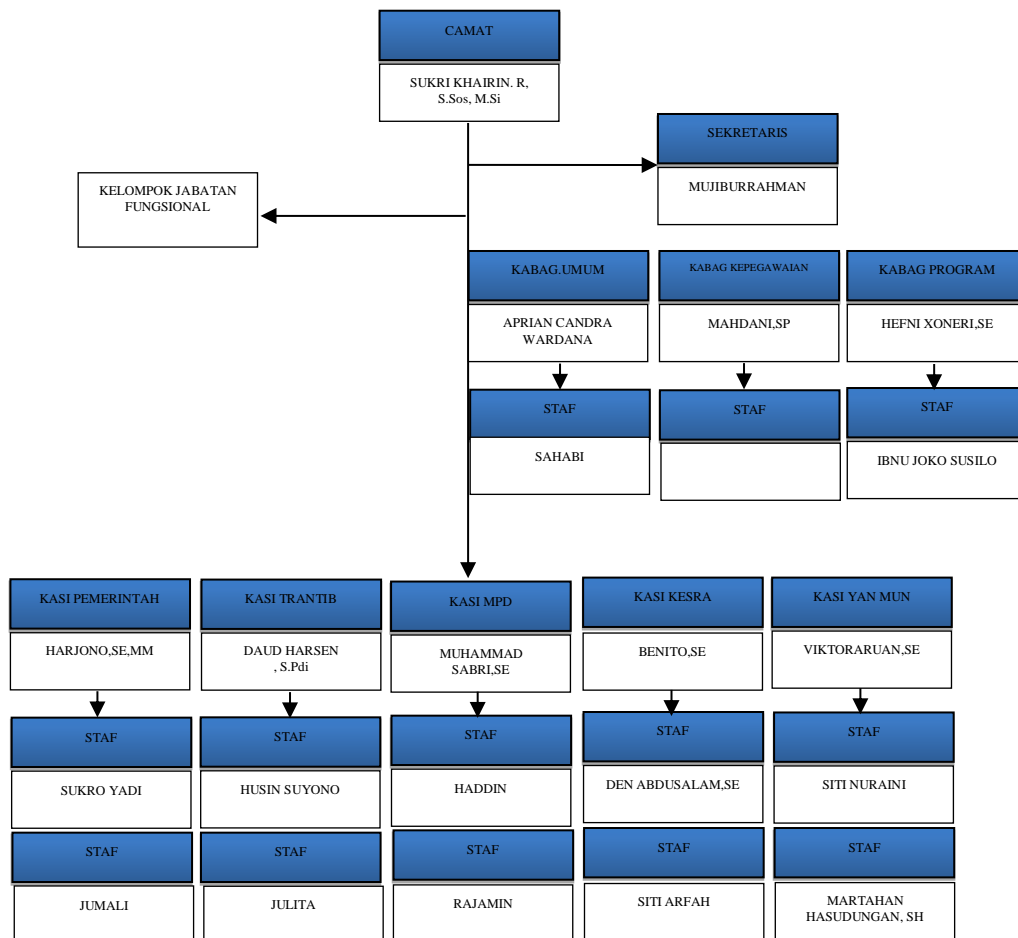 CAMAT
SUKRI KHAIRIN. R,
S.Sos, M.Si
SEKRETARIS
MUJIBURRAHMAN
KELOMPOK JABATAN
FUNGSIONAL
KABAG.UMUM
KABAG KEPEGAWAIAN
KABAG PROGRAM
APRIAN CANDRA
WARDANA
MAHDANI,SP
HEFNI XONERI,SE
STAF
STAF
STAF
SAHABI
IBNU JOKO SUSILO
KASI PEMERINTAH
KASI TRANTIB
KASI MPD
KASI KESRA
KASI YAN MUN
HARJONO,SE,MM
DAUD HARSEN
, S.Pdi
MUHAMMAD
SABRI,SE
BENITO,SE
VIKTORARUAN,SE
STAF
STAF
STAF
STAF
STAF
SUKRO YADI
HUSIN SUYONO
HADDIN
DEN ABDUSALAM,SE
SITI NURAINI
STAF
STAF
STAF
STAF
STAF
JUMALI
JULITA
RAJAMIN
SITI ARFAH
MARTAHAN
HASUDUNGAN, SH